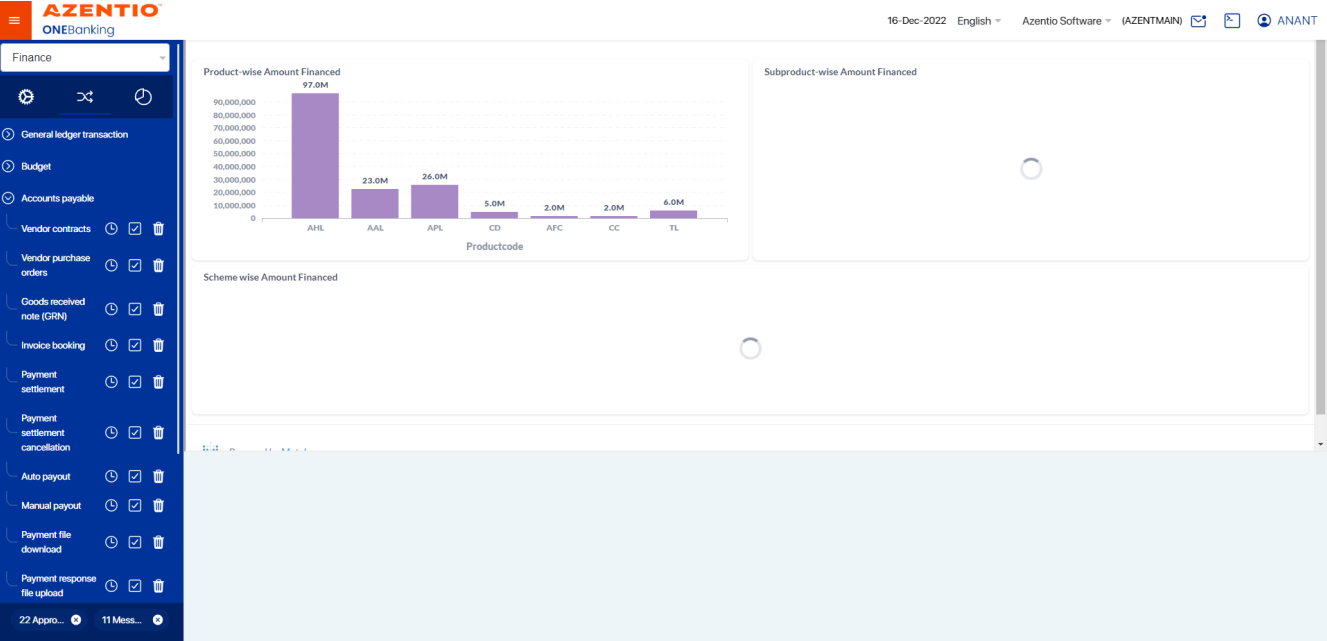 AZENTIO
ONEBanking
16-Dec-2022 English Azentio Software (AZENTMAIN) ANANT
Finance
General ledger transaction
Budget
Accounts payable
Vendor contracts
Vendor purchase
orders
Goods received
note (GRN)
Invoice booking
Payment
settlement
Payment
settlement
cancellation
Auto payout
Manual payout
Payment file
download
Payment response
file upload
22 Appro...
11 Mess...
Product-wise Amount Financed
97.0M
90,000,000
80,000,000
70,000,000
60,000,000
50,000,000
40,000,000
30,000,000
20,000,000
10,000,000
0
23.0M
26.0M
5.0M
2.0M
2.0M
6.0M
AHL AAL APL CD AFC CC TL
Productcode
Subproduct-wise Amount Financed
Scheme wise Amount Financed